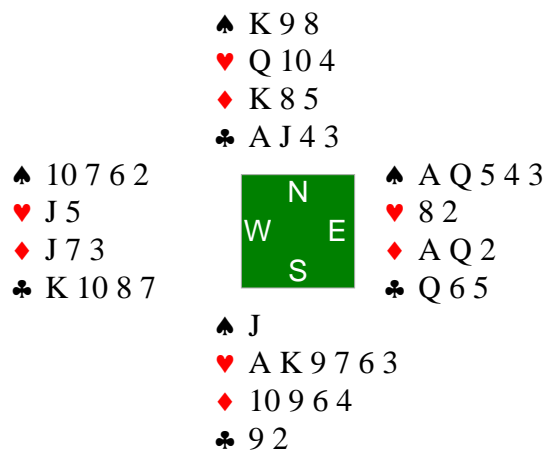 ♠ K 9 8
♥ Q 10 4
♦ K 8 5
♣ A J 4 3
♠ 10 7 6 2
♥ J 5
♦ J 7 3
♣ K 10 8 7
N
W E
S
♠ A Q 5 4 3
♥ 8 2
♦ A Q 2
♣ Q 6 5
♠ J
♥ A K 9 7 6 3
♦ 10 9 6 4
♣ 9 2